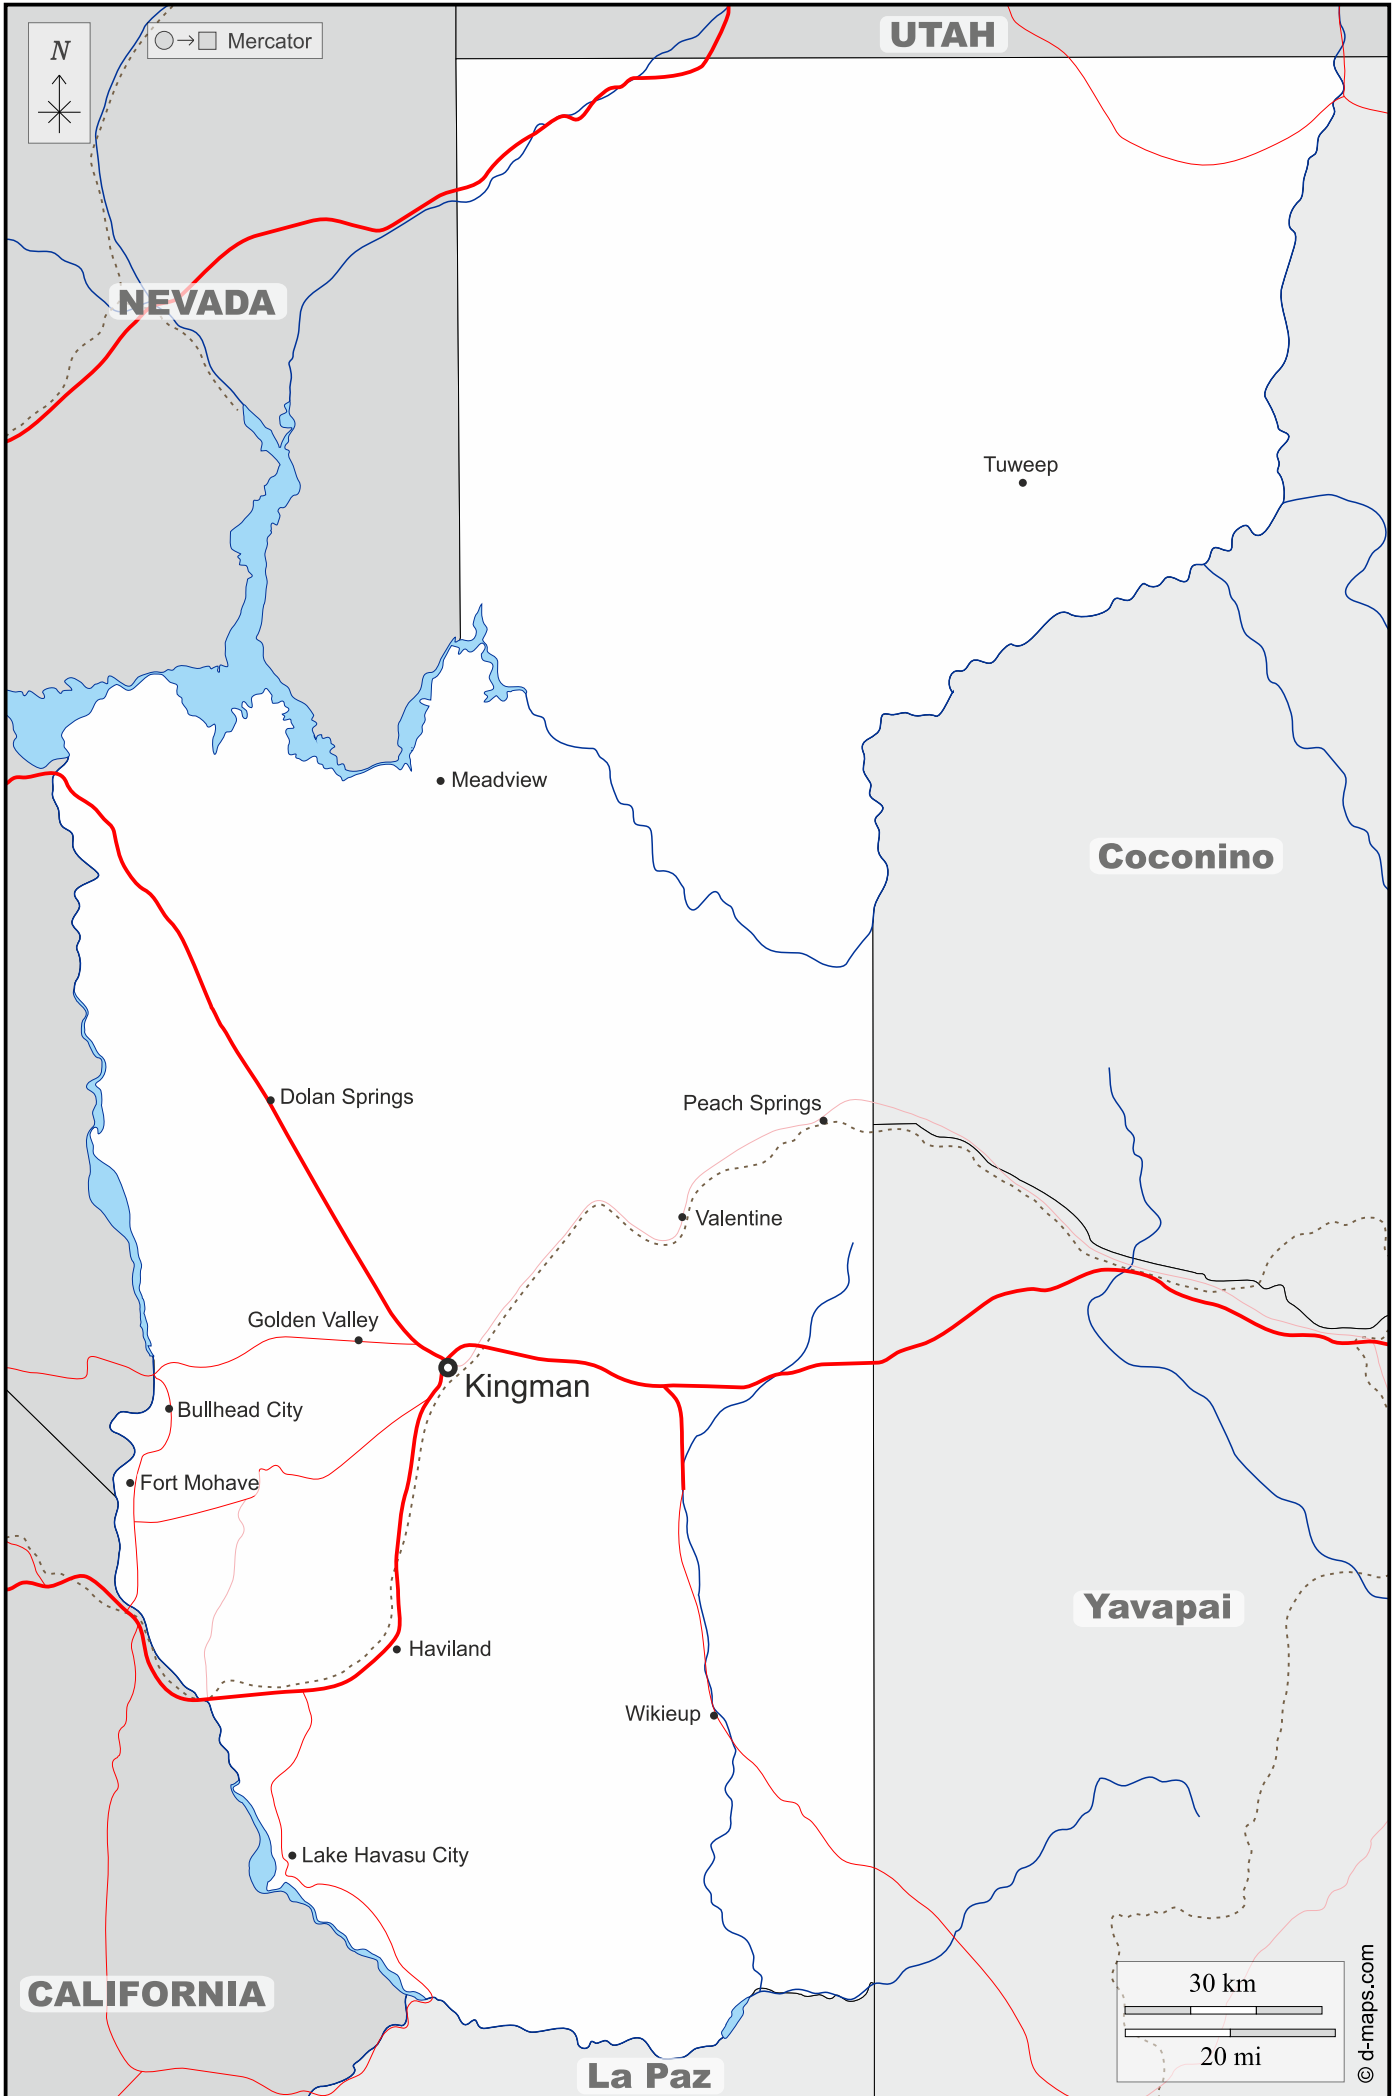 UTAH
N
Mercator
NEVADA
Tuweep
Meadview
Coconino
Dolan Springs
Peach Springs
Valentine
Golden Valley
Kingman
Bullhead City
Fort Mohave
Yavapai
Haviland
Wikieup
Lake Havasu City
CALIFORNIA
30 km
20 mi
La Paz
© d-maps.com